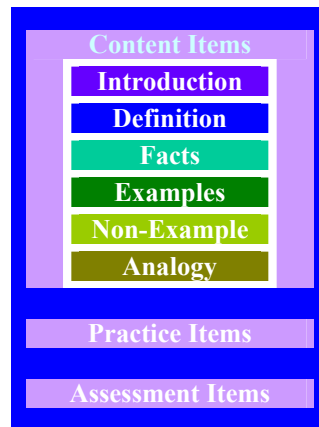 Content Items
Introduction
Definition
Facts
Examples
Non-Example
Analogy
Practice Items
Assessment Items